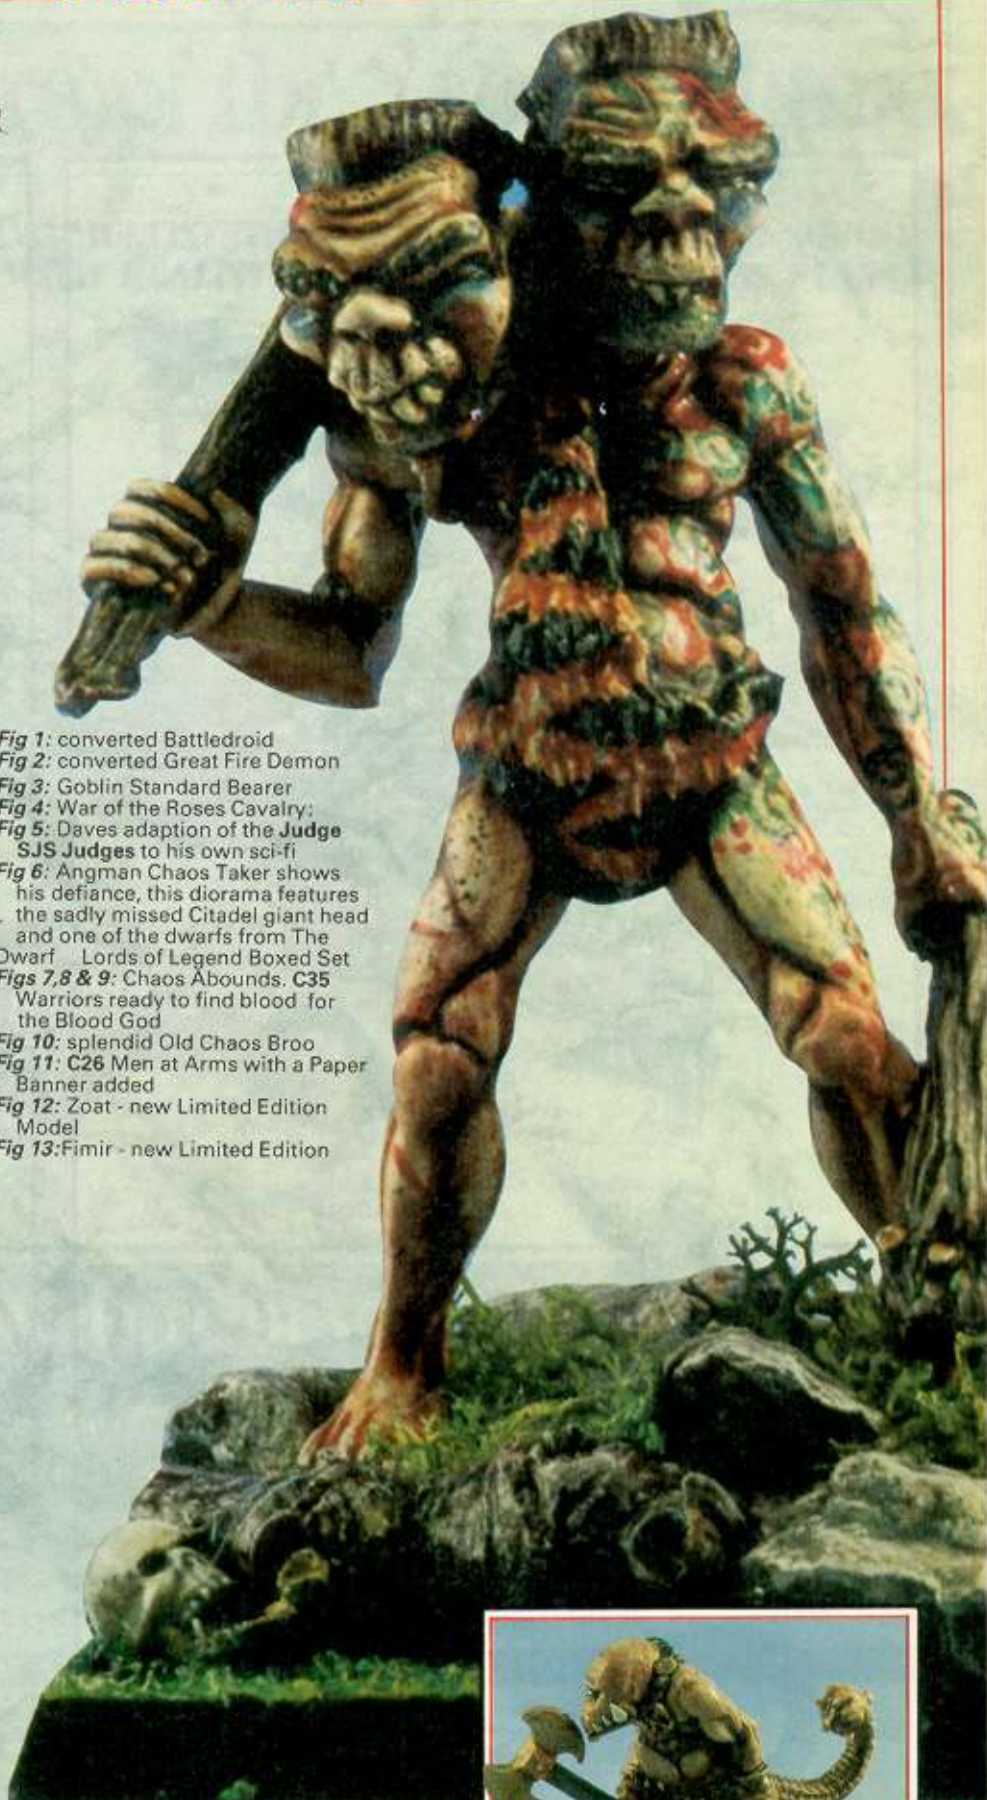 Fig 1: converted Battledroid
Fig 2: converted Great Fire Demon
Fig 3: Goblin Standard Bearer
Fig 4: War of the Roses Cavalry:
Fig 5: Daves adaption of the Judge
SJS Judges to his own sci-fi
Fig 6: Angman Chaos Taker shows
his defiance, this diorama features
. the sadly missed Citadel giant head
and one of the dwarfs from The
Dwarf Lords of Legend Boxed Set
Figs 7,8 & 9: Chaos Abounds. C35
Warriors ready to find blood for
the Blood God
Fig 10: splendid Old Chaos Broo
Fig 11: C26 Men at Arms with a Paper
Banner added
Fig 12: Zoat - new Limited Edition
Model
Fig 13:Fimir - new Limited Edition